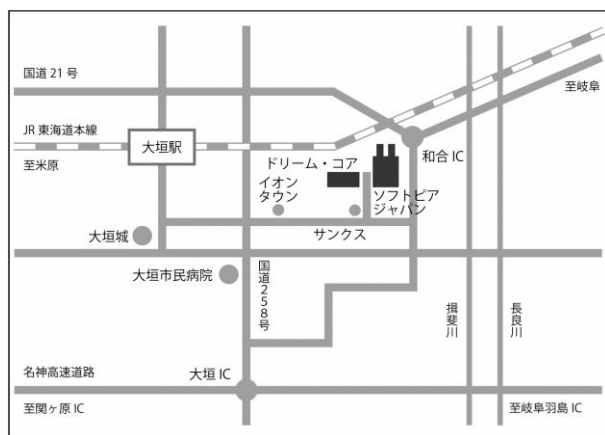 国道21号
至岐阜
JR東海道本線
大垣駅
和合IC
至米原
ドリーム・コア
イオン
タウン
ソフトピア
ジャパン
サンクス
大垣城
大垣市民病院
国道258号
揖斐川
長良川
名神高速道路
大垣IC
至関ヶ原IC
至岐阜羽島IC